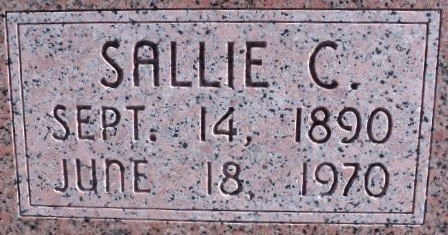 SALLIE C.
SEPT. 14, 1890
JUNE 18, 1970